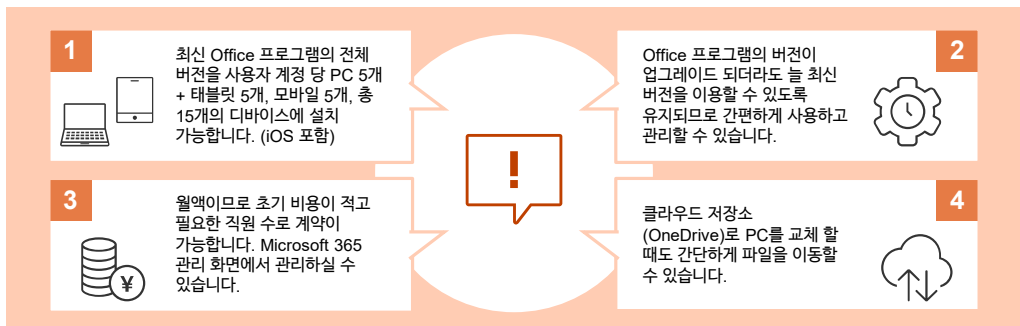 1
최신 Office 프로그램의 전체
버전을 사용자 계정 당 PC 5개
+ 태블릿 5개, 모바일 5개, 총
15개의 디바이스에 설치
가능합니다. (iOS 포함)
2
Office 프로그램의 버전이
업그레이드 되더라도 늘 최신
버전을 이용할 수 있도록
유지되므로 간편하게 사용하고
관리할 수 있습니다.
!
3
월액이므로 초기 비용이 적고
필요한 직원 수로 계약이
가능합니다. Microsoft 365
관리 화면에서 관리하실 수
있습니다.
¥
4
클라우드 저장소
(OneDrive)로 PC를 교체 할
때도 간단하게 파일을 이동할
수 있습니다.